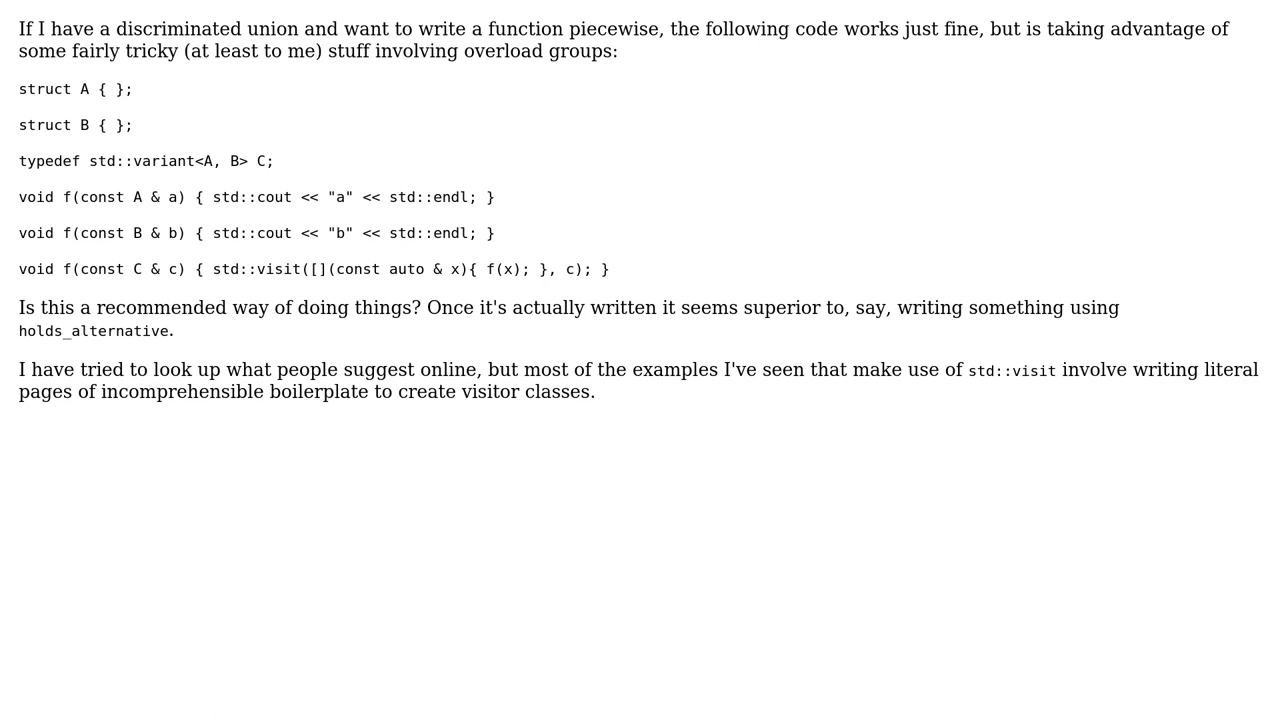 If I have a discriminated union and want to write a function piecewise, the following code works just fine, but is taking advantage of
some fairly tricky (at least to me) stuff involving overload groups:
struct A { };
struct B { };
typedef std::variant<A, B> C;
void f(const A & a) { std::cout << "a" << std::endl; }
void f(const B & b) { std::cout << "b" << std::endl; }
void f(const C & c) { std::visit([](const auto & x){ f(x); }, c); }
Is this a recommended way of doing things? Once it's actually written it seems superior to, say, writing something using
holds_alternative.
I have tried to look up what people suggest online, but most of the examples I've seen that make use of std::visit involve writing literal
pages of incomprehensible boilerplate to create visitor classes.